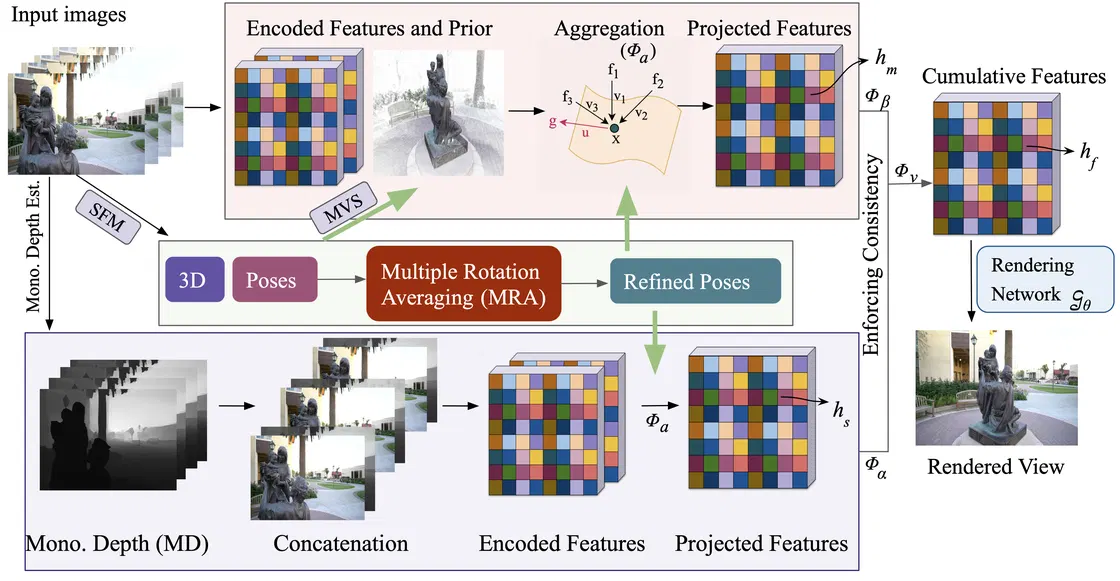 Input images
Encoded Features and Prior
Aggregation
(Φa)
Projected Features
f1
f2
f3
v1
v2
v3
g
u
x
hm
Φβ
Cumulative Features
hf
Φν
Mono. Depth Est.
SFM
MVS
3D
Poses
Multiple Rotation
Averaging (MRA)
Refined Poses
Enforcing Consistency
Rendering
Network 𝒢θ
Φa
hs
Φα
Rendered View
Mono. Depth (MD)
Concatenation
Encoded Features
Projected Features